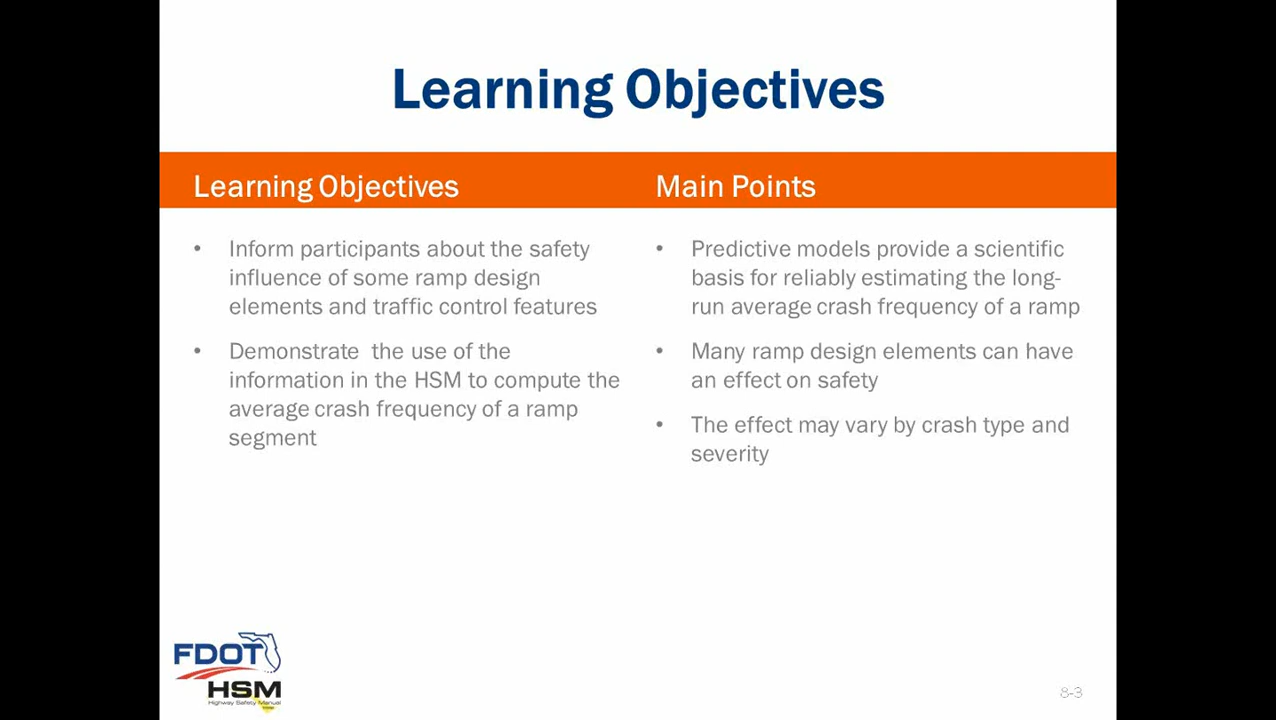 Learning Objectives
Learning Objectives
Main Points
• Inform participants about the safety
influence of some ramp design
elements and traffic control features
• Demonstrate  the use of the
information in the HSM to compute the
average crash frequency of a ramp
segment
• Predictive models provide a scientific
basis for reliably estimating the long-
run average crash frequency of a ramp
• Many ramp design elements can have
an effect on safety
• The effect may vary by crash type and
severity
FDOT
HSM
Highway Safety Manual
8-3